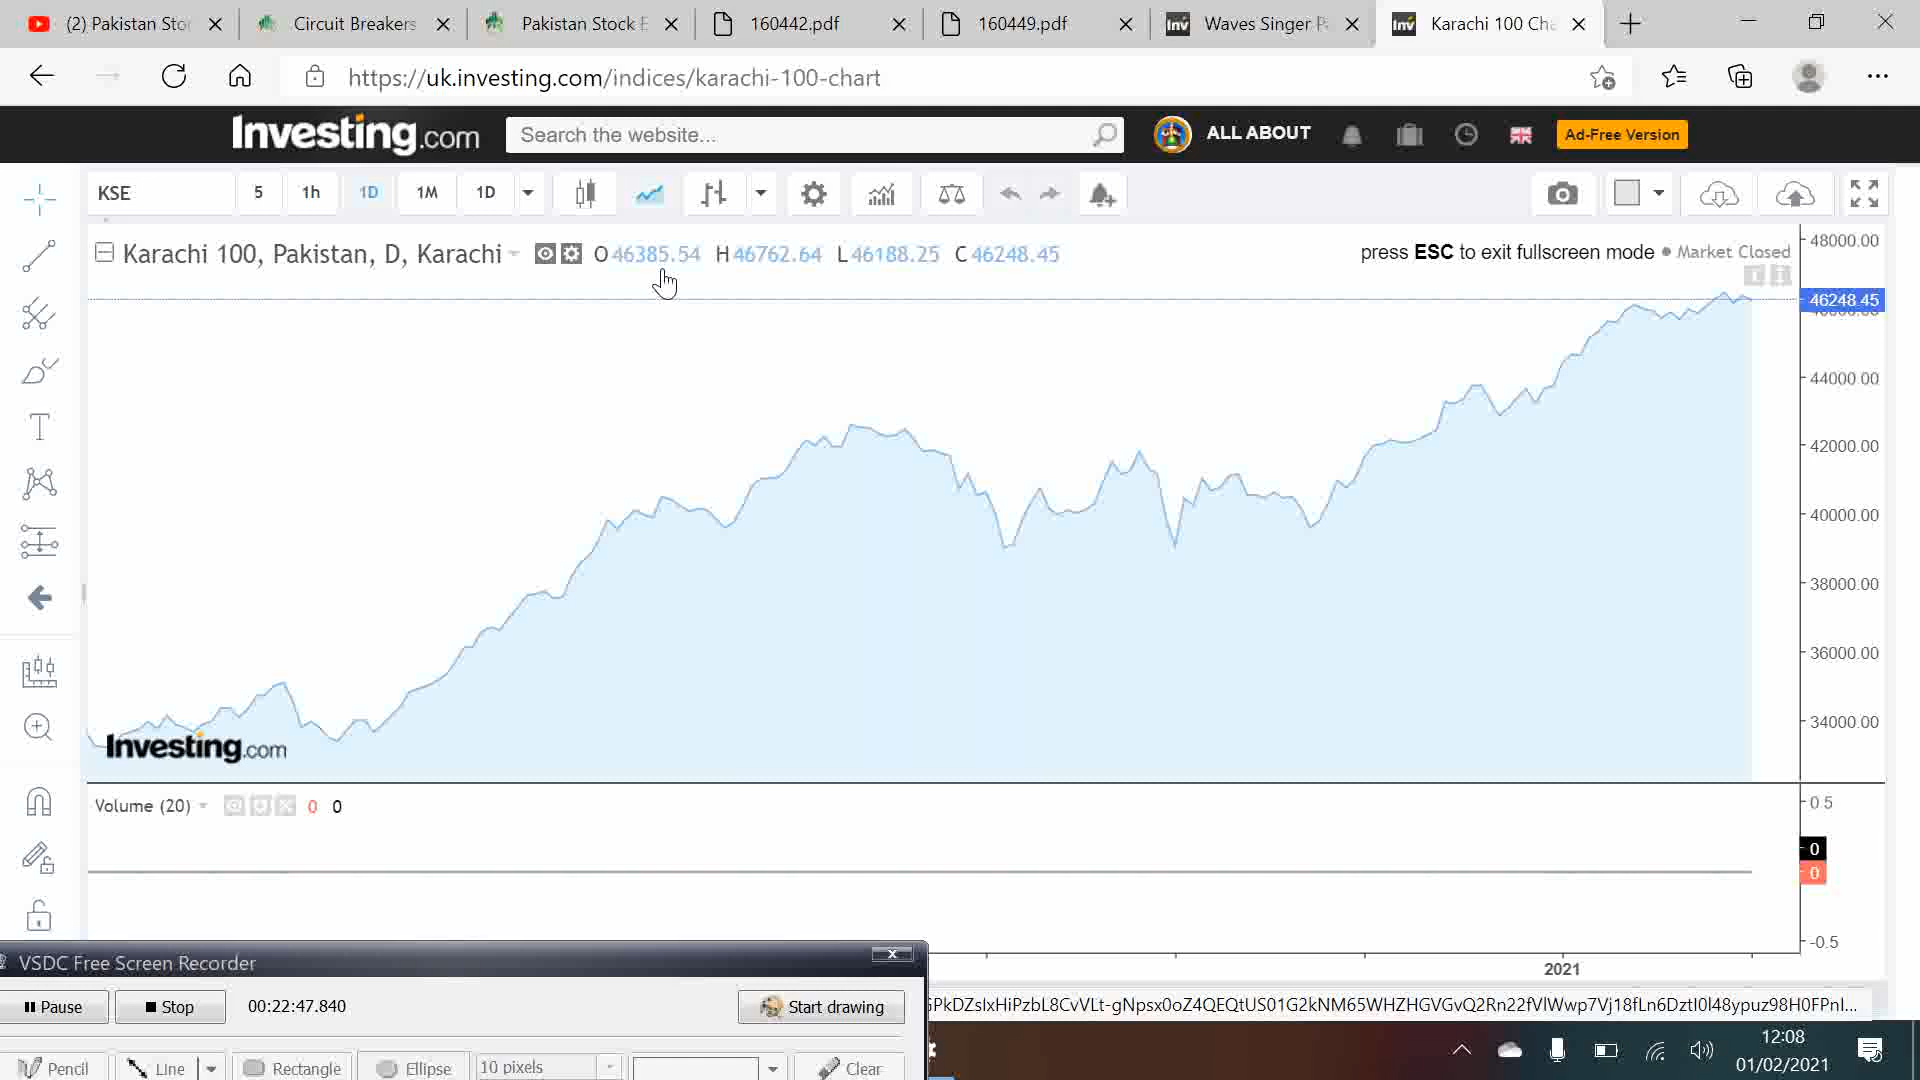 (2) Pakistan Sto
Circuit Breakers
Pakistan Stock E
160442.pdf
160449.pdf
Waves Singer P
Karachi 100 Cha
https://uk.investing.com/indices/karachi-100-chart
Investing.com
Search the website...
ALL ABOUT
Ad-Free Version
KSE
5
1h
1D
1M
1D
Karachi 100, Pakistan, D, Karachi
O 46385.54 H 46762.64 L 46188.25 C 46248.45
press ESC to exit fullscreen mode
Market Closed
48000.00
46248.45
44000.00
42000.00
40000.00
38000.00
36000.00
34000.00
Investing.com
Volume (20)
0 0
0.5
0
0
-0.5
2021
VSDC Free Screen Recorder
Pause
Stop
00:22:47.840
Start drawing
Pencil
Line
Rectangle
Ellipse
10 pixels
Clear
12:08
01/02/2021